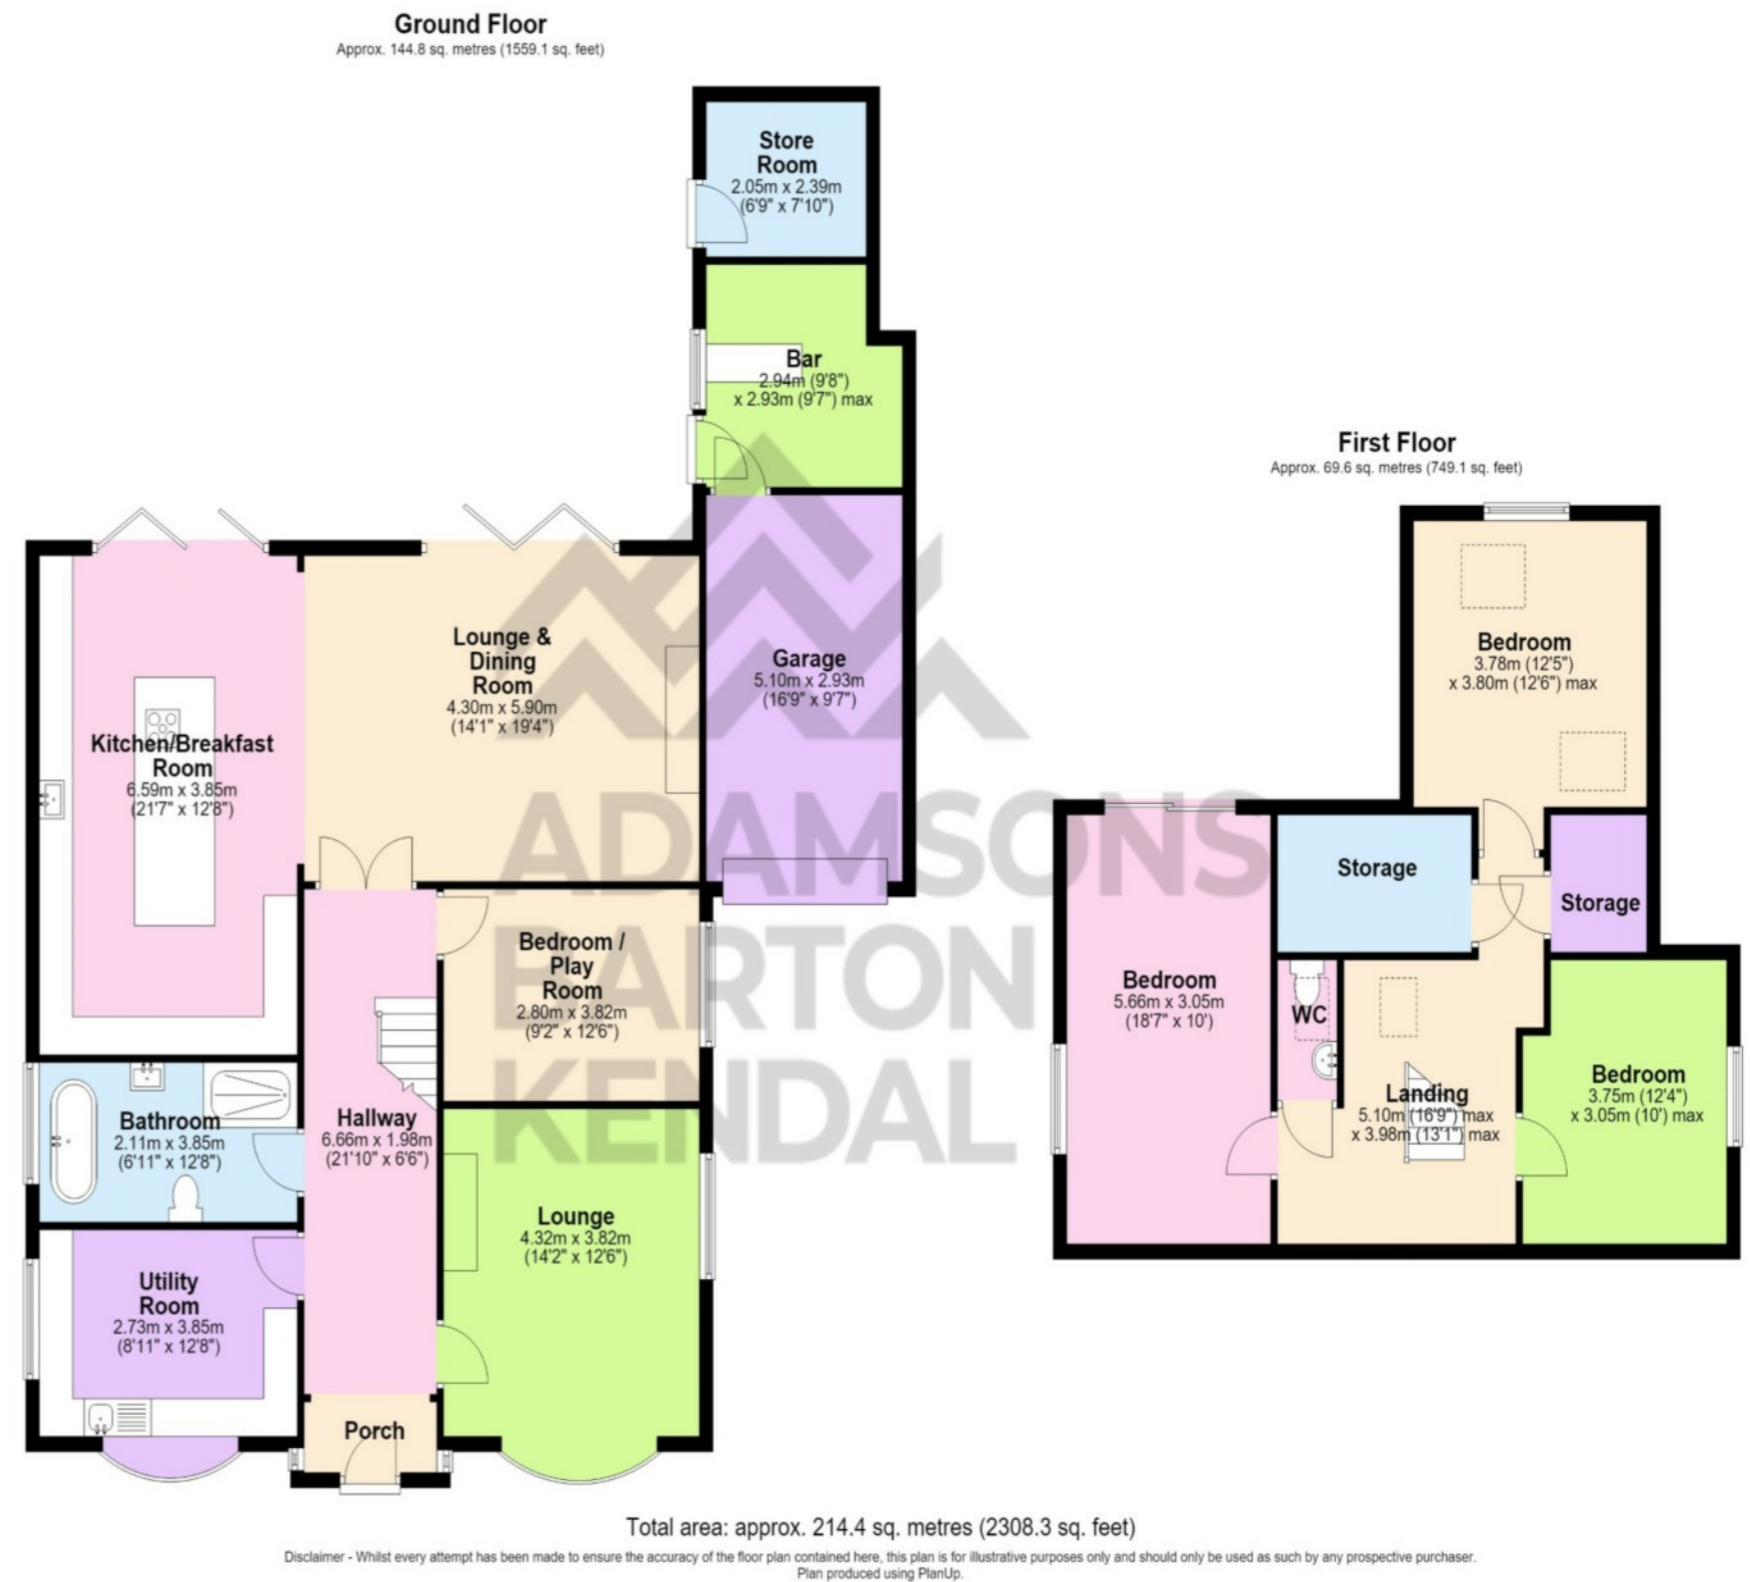 Ground Floor
Approx. 144.8 sq. metres (1559.1 sq. feet)
Store
Room
2.05m x 2.39m
(6'9" x 7'10")
Bar
2.94m (9'8")
x 2.93m (9'7") max
Lounge &
Dining
Room
4.30m x 5.90m
(14'1" x 19'4")
Garage
5.10m x 2.93m
(16'9" x 9'7")
Kitchen/Breakfast
Room
6.59m x 3.85m
(21'7" x 12'8")
Bedroom /
Play
Room
2.80m x 3.82m
(9'2" x 12'6")
Bathroom
2.11m x 3.85m
(6'11" x 12'8")
Hallway
6.66m x 1.98m
(21'10" x 6'6")
Lounge
4.32m x 3.82m
(14'2" x 12'6")
Utility
Room
2.73m x 3.85m
(8'11" x 12'8")
Porch
ADAMSONS
BARTON
KENDAL
First Floor
Approx. 69.6 sq. metres (749.1 sq. feet)
Bedroom
3.78m (12'5")
x 3.80m (12'6") max
Storage
Storage
Bedroom
5.66m x 3.05m
(18'7" x 10')
WC
Landing
5.10m (16'9") max
x 3.98m (13'1") max
Bedroom
3.75m (12'4")
x 3.05m (10') max
Total area: approx. 214.4 sq. metres (2308.3 sq. feet)
Disclaimer - Whilst every attempt has been made to ensure the accuracy of the floor plan contained here, this plan is for illustrative purposes only and should only be used as such by any prospective purchaser.
Plan produced using PlanUp.